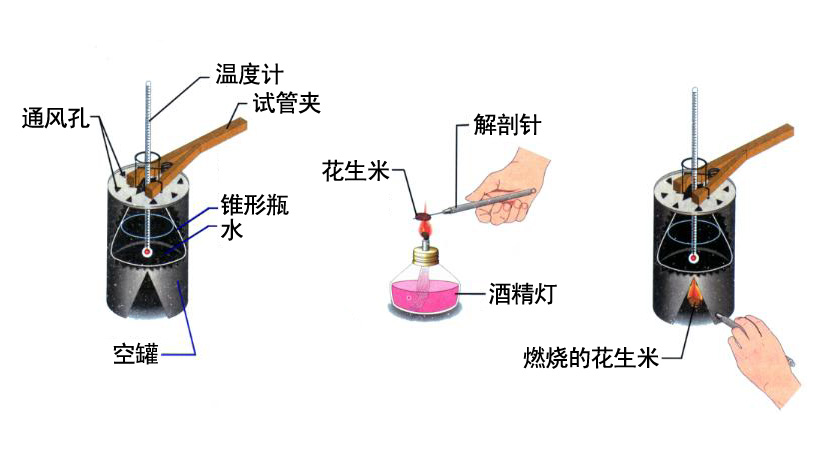 温度计
试管夹
通风孔
锥形瓶
水
空罐
解剖针
花生米
酒精灯
燃烧的花生米